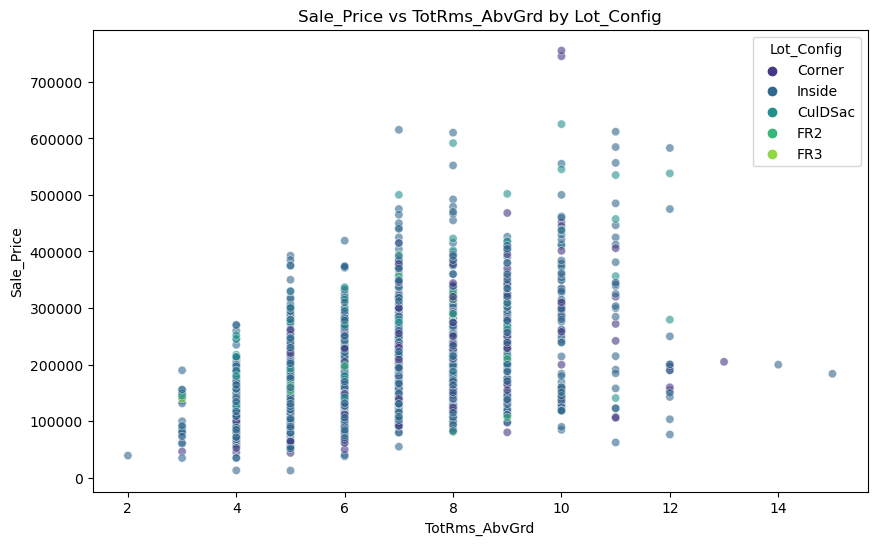 Sale_Price vs TotRms_AbvGrd by Lot_Config
Lot_Config
Corner
Inside
CulDSac
FR2
FR3
Sale_Price
700000
600000
500000
400000
300000
200000
100000
0
2 4 6 8 10 12 14
TotRms_AbvGrd